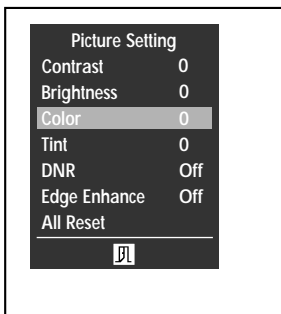 Picture Setting
Contrast 0
Brightness 0
Color 0
Tint 0
DNR Off
Edge Enhance Off
All Reset